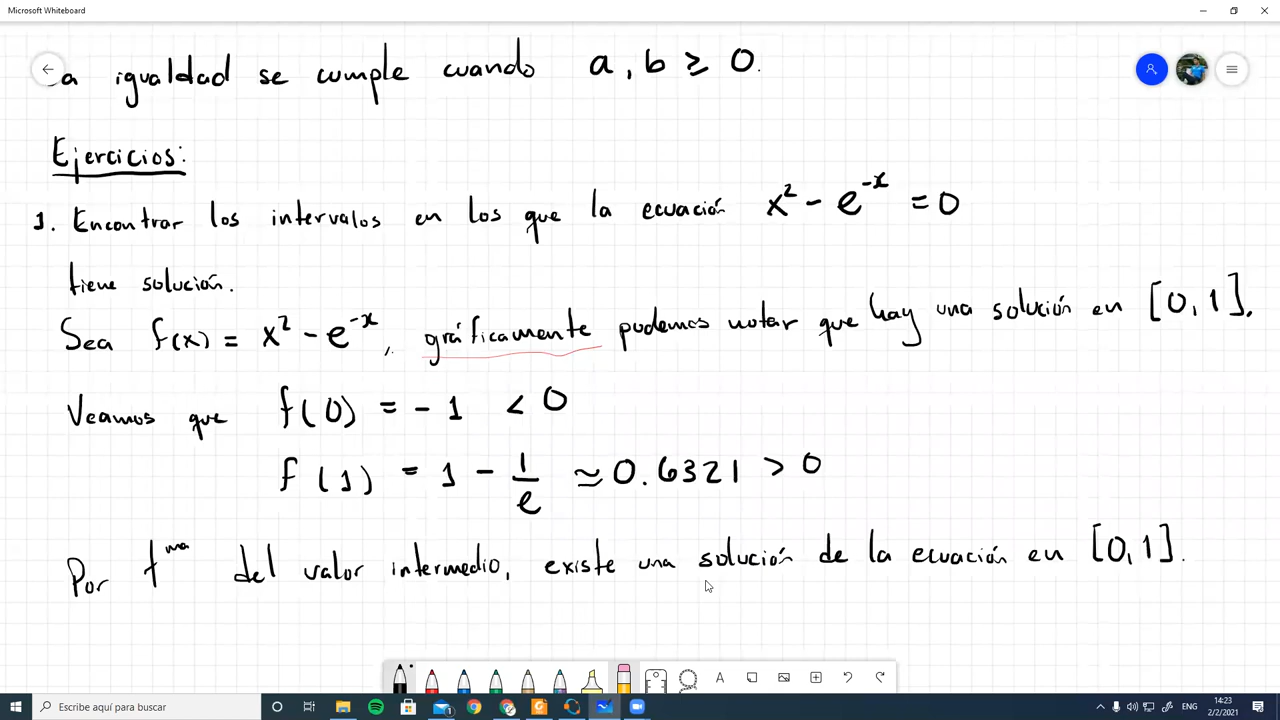 Microsoft Whiteboard
a igualdad se cumple cuando a, b ≥ 0.
Ejercicios:
1. Encontrar los intervalos en los que la ecuación x² - e⁻ˣ = 0
tiene solución.
Sea f(x) = x² - e⁻ˣ, gráficamente podemos notar que hay una solución en [0, 1].
Veamos que f(0) = -1 < 0
f(1) = 1 - 1/e ≈ 0.6321 > 0
Por tᵐᵃ del valor intermedio, existe una solución de la ecuación en [0, 1].
A
Escribe aquí para buscar
ENG
14:23
2/2/2021